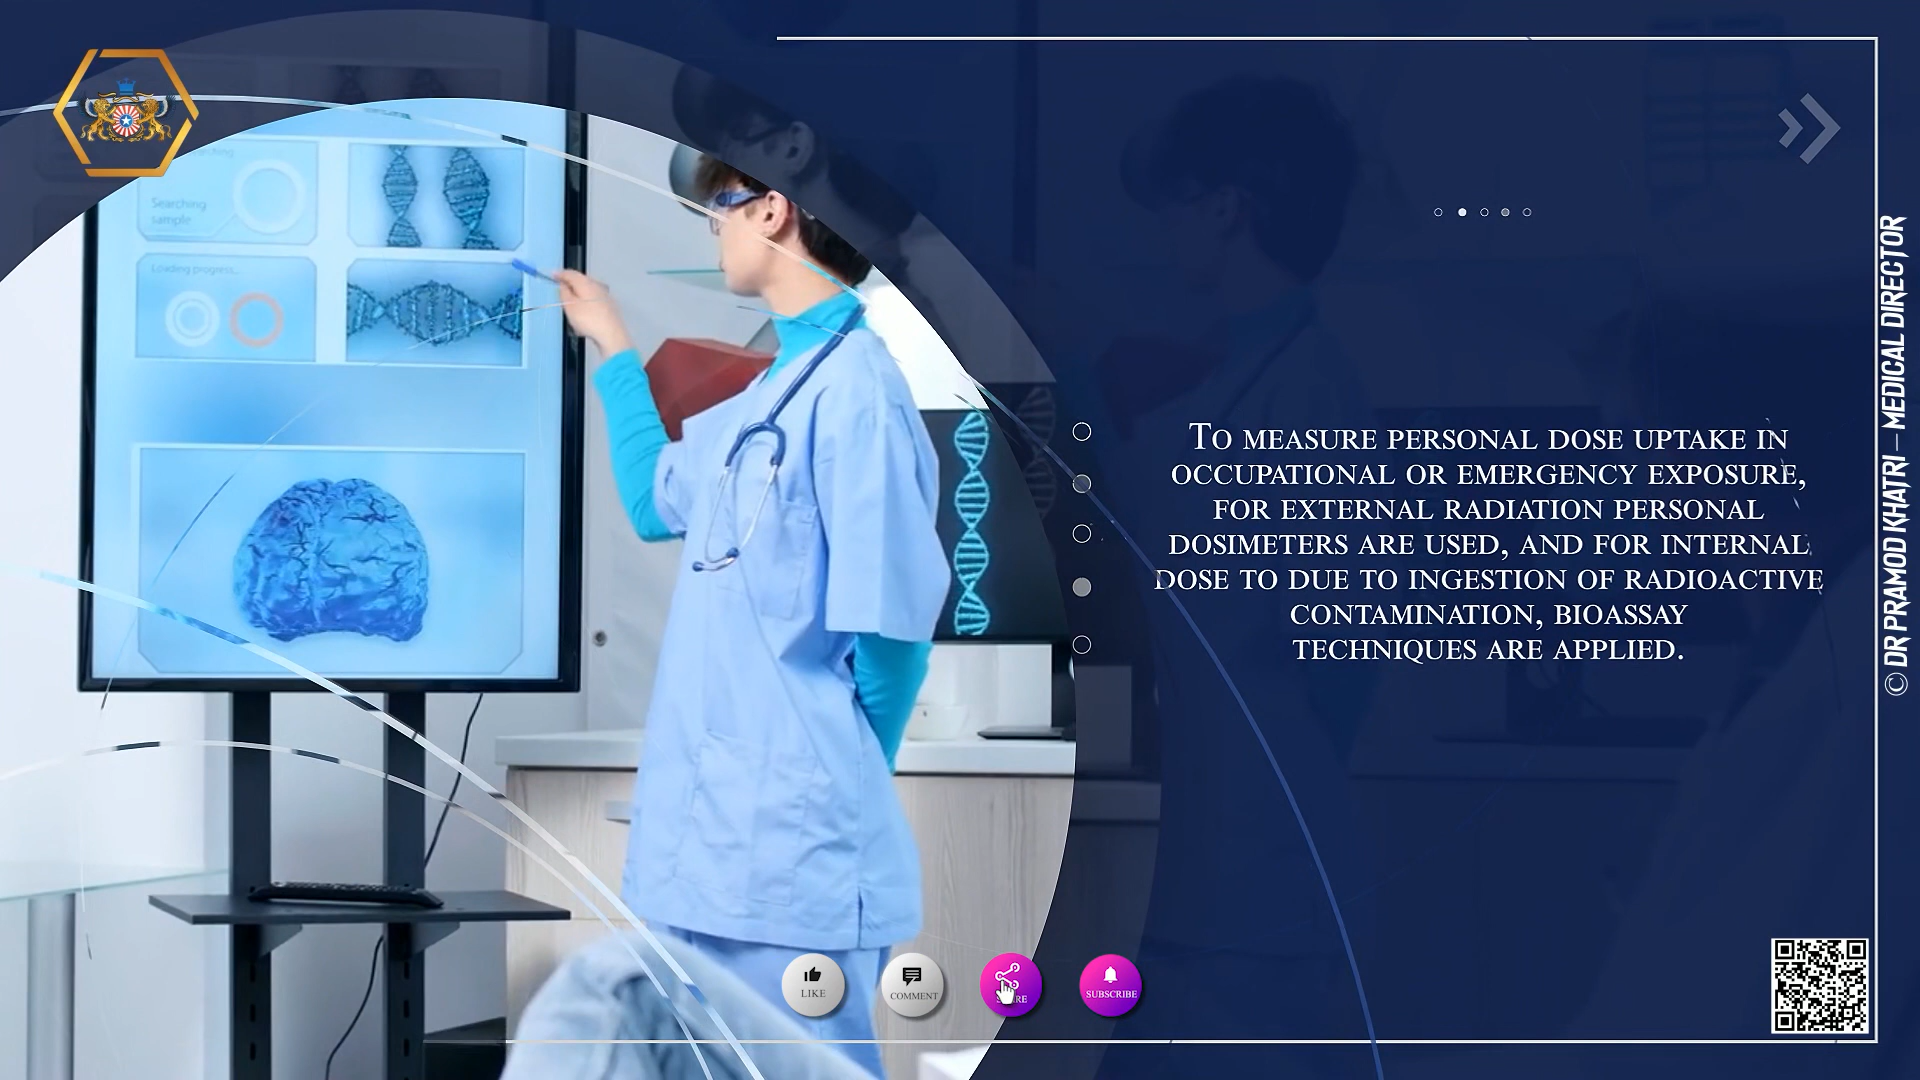 Searching
sample
Loading progress...
TO MEASURE PERSONAL DOSE UPTAKE IN
OCCUPATIONAL OR EMERGENCY EXPOSURE,
FOR EXTERNAL RADIATION PERSONAL
DOSIMETERS ARE USED, AND FOR INTERNAL
DOSE TO DUE TO INGESTION OF RADIOACTIVE
CONTAMINATION, BIOASSAY
TECHNIQUES ARE APPLIED.
© DR PRAMOD KHATRI – MEDICAL DIRECTOR
LIKE
COMMENT
SUBSCRIBE